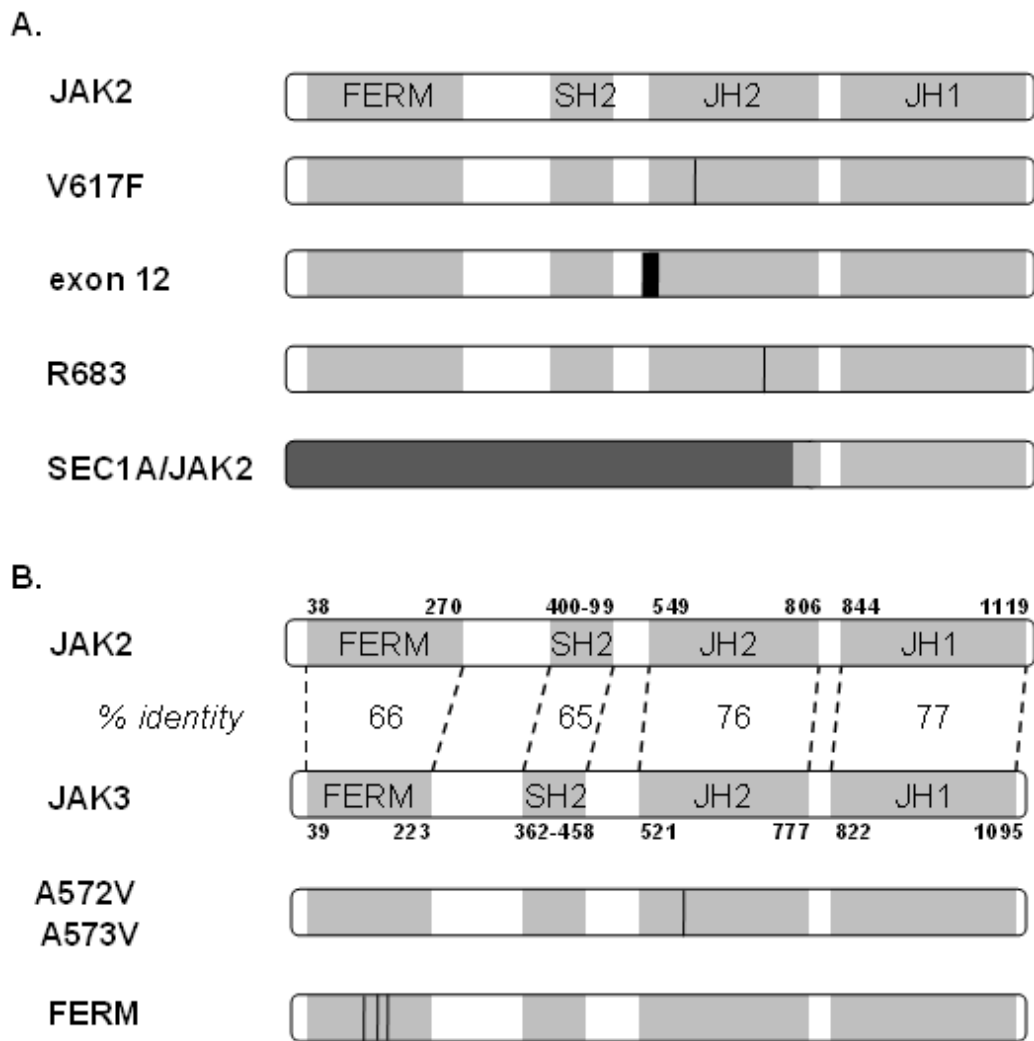 A.
JAK2 FERM SH2 JH2 JH1
V617F
exon 12
R683
SEC1A/JAK2
B.
38 270 400-99 549 806 844 1119
JAK2 FERM SH2 JH2 JH1
% identity 66 65 76 77
JAK3 FERM SH2 JH2 JH1
39 223 362-458 521 777 822 1095
A572V
A573V
FERM